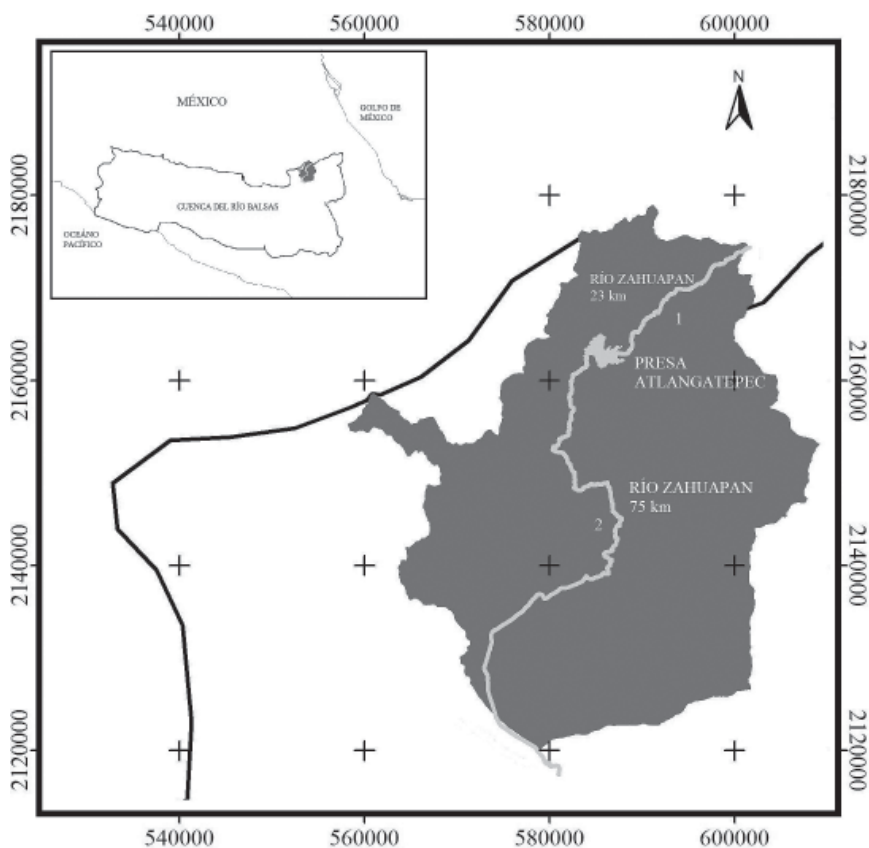 540000 560000 580000 600000
MÉXICO
GOLFO DE
MÉXICO
CUENCA DEL RÍO BALSAS
OCEÁNO
PACÍFICO
N
2180000 2180000
RÍO ZAHUAPAN
23 km
1
PRESA
ATLANGATEPEC
2160000 2160000
RÍO ZAHUAPAN
75 km
2
2140000 2140000
2120000 2120000
540000 560000 580000 600000